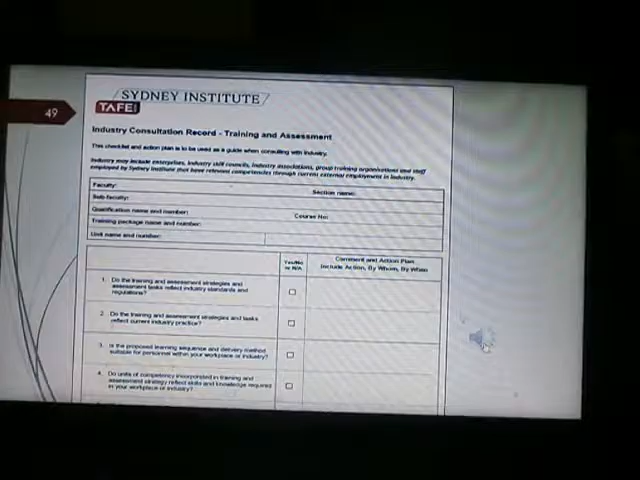 49
SYDNEY INSTITUTE
TAFE
Industry Consultation Record - Training and Assessment
This checklist and action plan is to be used as a guide when consulting with industry.
Industry may include enterprises, industry skill councils, industry associations, group training organisations and staff
employed by Sydney Institute that have relevant competencies through current external employment in industry.
Faculty:
Section name:
Sub-faculty:
Qualification name and number:
Course No:
Training package name and number:
Unit name and number:
Yes/No
or N/A
Comment and Action Plan
Include Action, By Whom, By When
1. Do the training and assessment strategies and
assessment tasks reflect industry standards and
regulations?
2. Do the training and assessment strategies and tasks
reflect current industry practice?
3. Is the proposed learning sequence and delivery method
suitable for personnel within your workplace or industry?
4. Do units of competency incorporated in training and
assessment strategy reflect skills and knowledge required
in your workplace or industry?